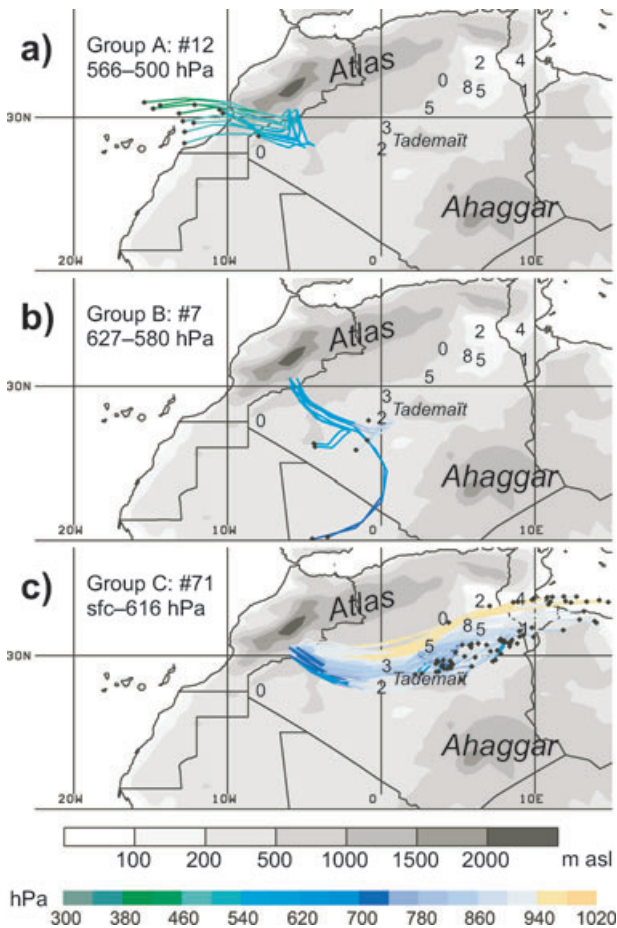 a)
Group A: #12
566–500 hPa
Atlas
2
4
0
8
5
1
5
30N
3
Tademaït
2
0
Ahaggar
20W
10W
0
10E
b)
Group B: #7
627–580 hPa
Atlas
2
4
0
8
5
1
5
30N
3
Tademaït
2
0
Ahaggar
20W
10W
0
10E
c)
Group C: #71
sfc–616 hPa
Atlas
2
4
0
8
5
1
5
30N
3
Tademaït
2
0
Ahaggar
20W
10W
0
10E
100 200 500 1000 1500 2000 m asl
hPa
300 380 460 540 620 700 780 860 940 1020